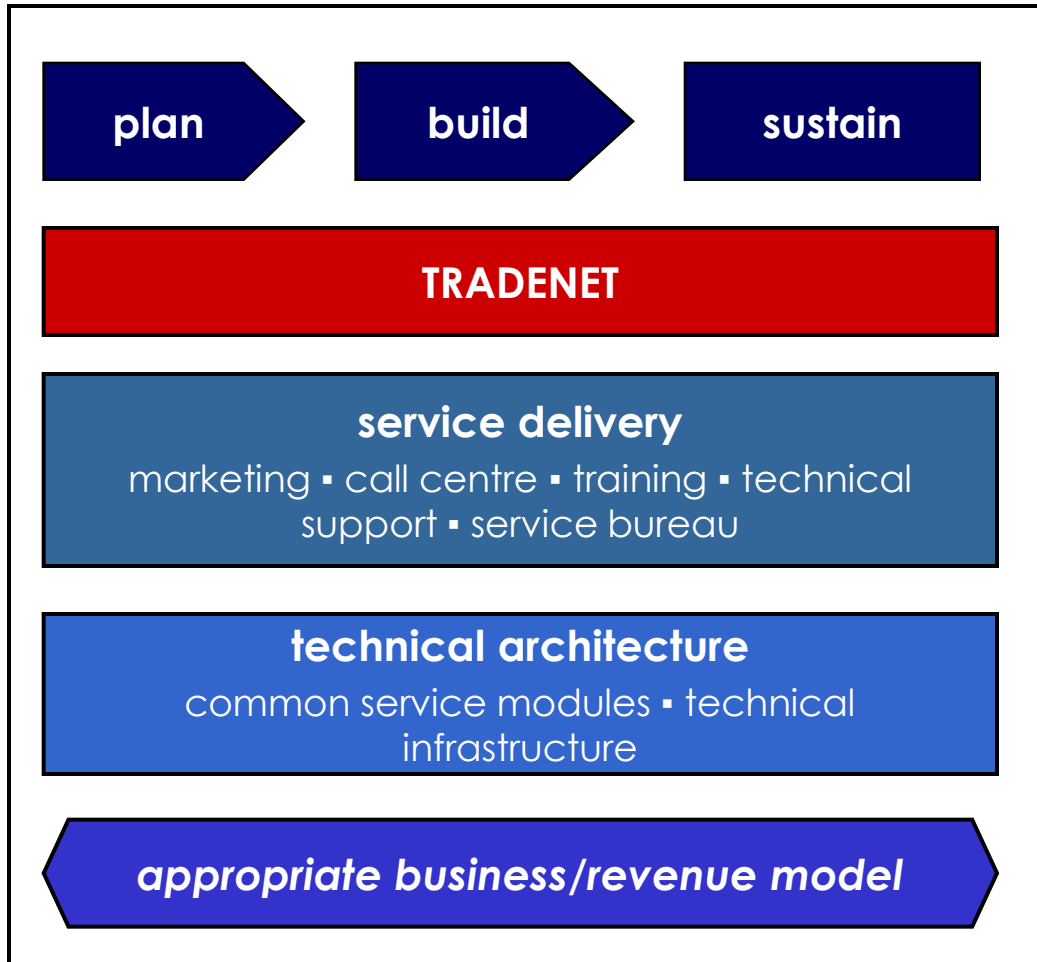 plan
build
sustain
TRADENET
service delivery
marketing ▪ call centre ▪ training ▪ technical
support ▪ service bureau
technical architecture
common service modules ▪ technical
infrastructure
appropriate business/revenue model